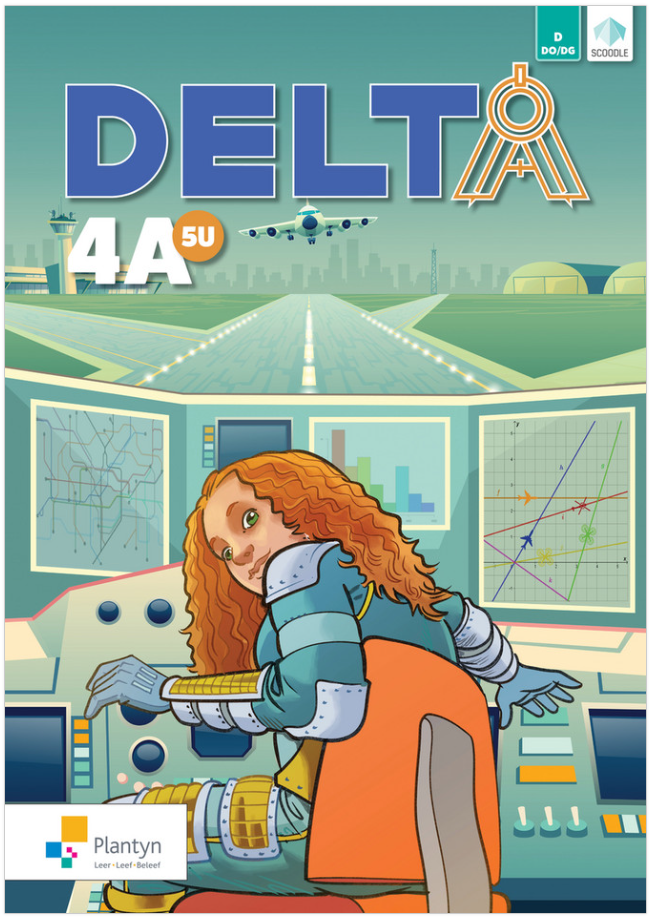 D
DO/DG
SCOODLE
DELTA
4A
5U
Plantyn
Leer•Leef•Beleef